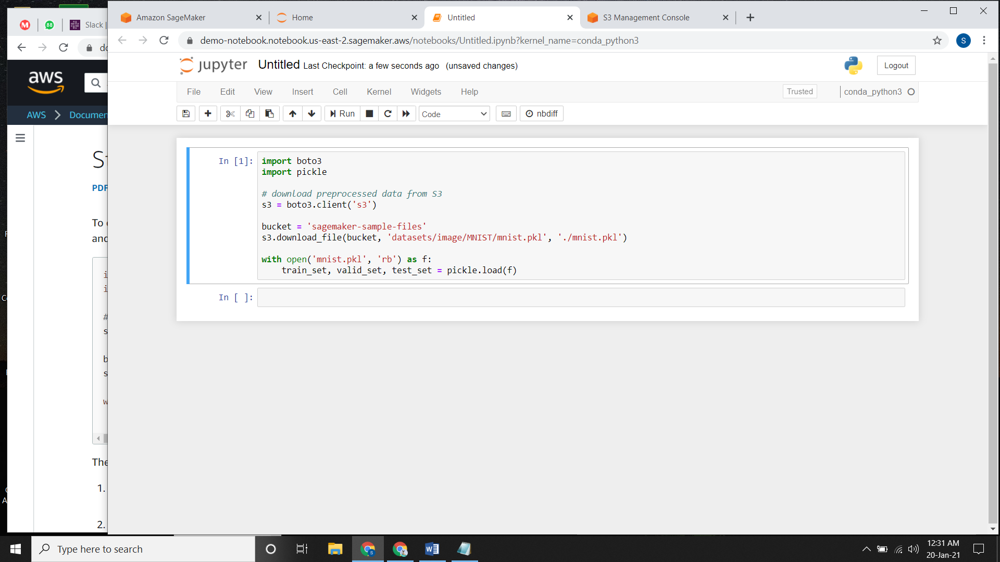 Slack |
Amazon SageMaker
Home
Untitled
S3 Management Console
demo-notebook.notebook.us-east-2.sagemaker.aws/notebooks/Untitled.ipynb?kernel_name=conda_python3
S
jupyter Untitled Last Checkpoint: a few seconds ago (unsaved changes)
Logout
File Edit View Insert Cell Kernel Widgets Help
Trusted
conda_python3
Run
Code
nbdiff
In [1]:
import boto3
import pickle
# download preprocessed data from S3
s3 = boto3.client('s3')
bucket = 'sagemaker-sample-files'
s3.download_file(bucket, 'datasets/image/MNIST/mnist.pkl', './mnist.pkl')
with open('mnist.pkl', 'rb') as f:
    train_set, valid_set, test_set = pickle.load(f)
In [ ]:
aws
AWS
PDF
To
and
#
1.
2.
Type here to search
12:31 AM
20-Jan-21